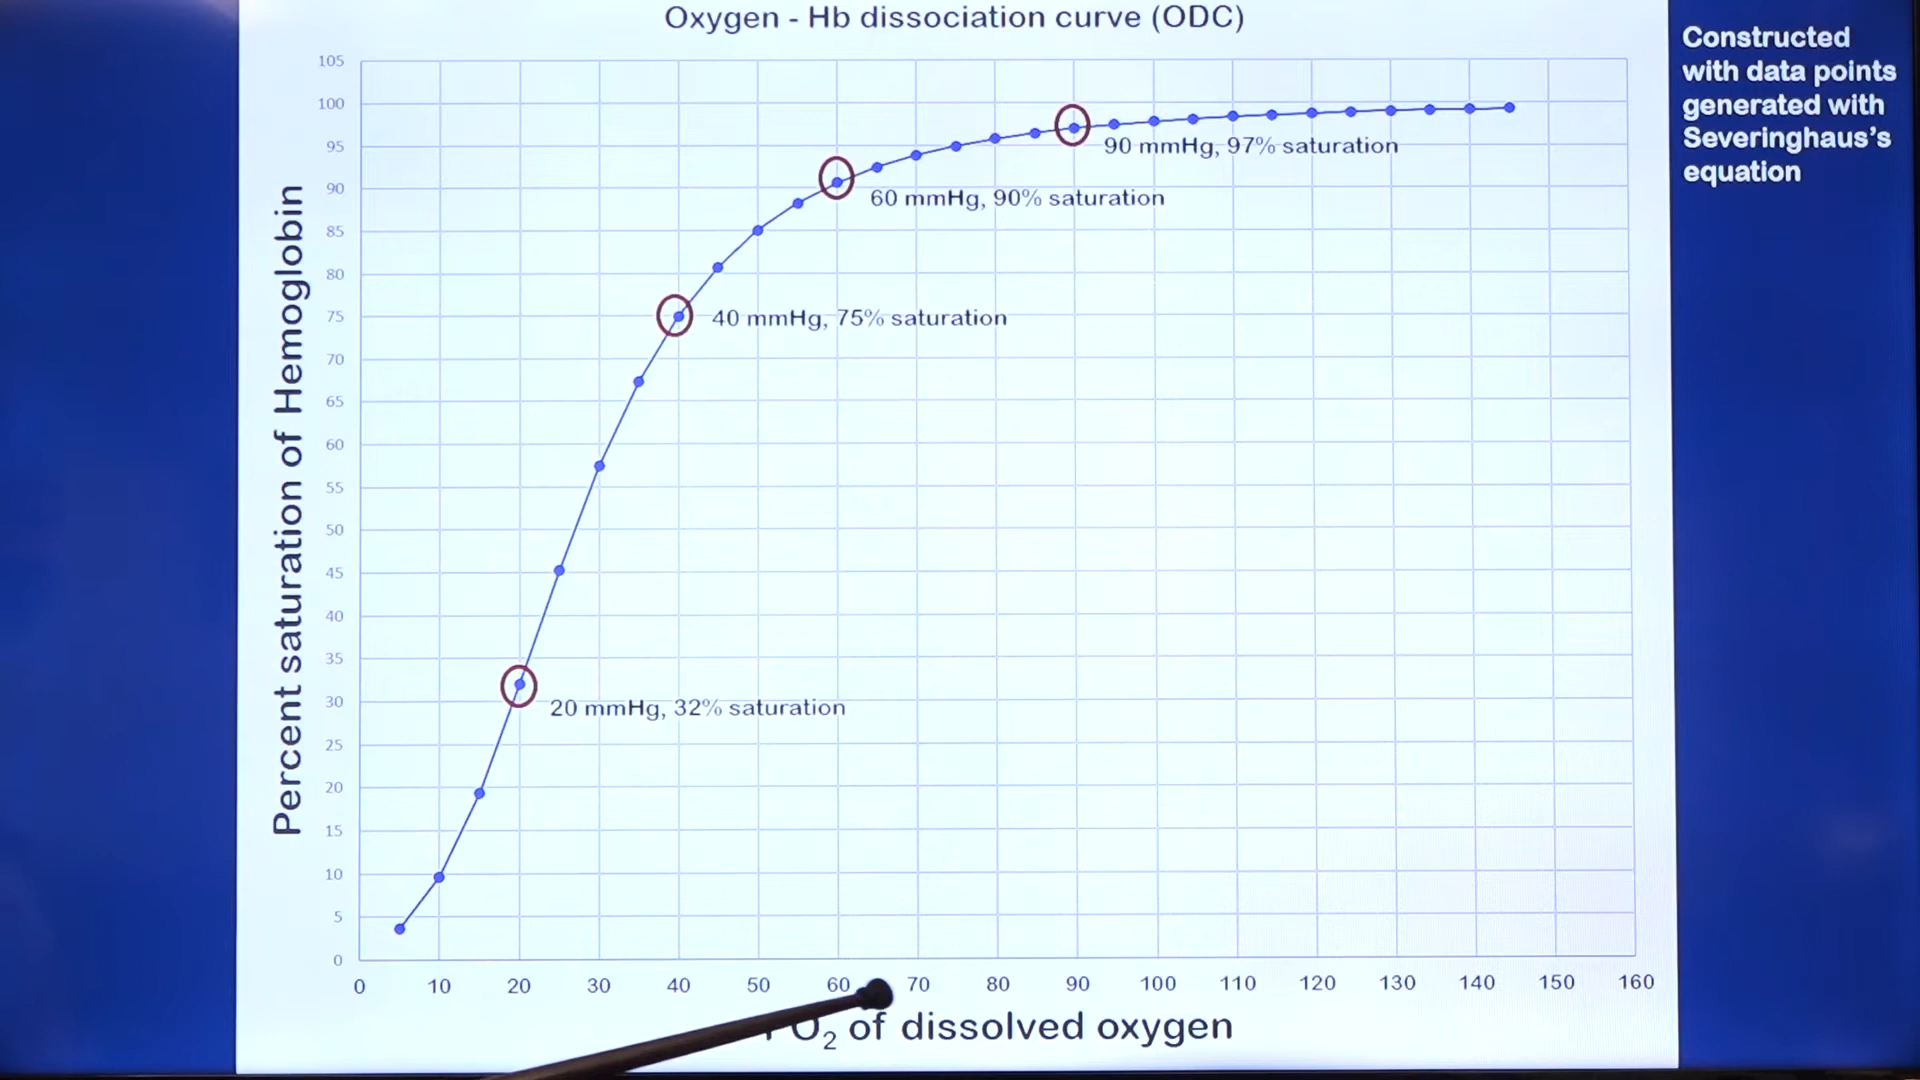 Oxygen - Hb dissociation curve (ODC)
Constructed
with data points
generated with
Severinghaus's
equation
Percent saturation of Hemoglobin
105
100
95
90
85
80
75
70
65
60
55
50
45
40
35
30
25
20
15
10
5
0
90 mmHg, 97% saturation
60 mmHg, 90% saturation
40 mmHg, 75% saturation
20 mmHg, 32% saturation
0 10 20 30 40 50 60 70 80 90 100 110 120 130 140 150 160
O₂ of dissolved oxygen